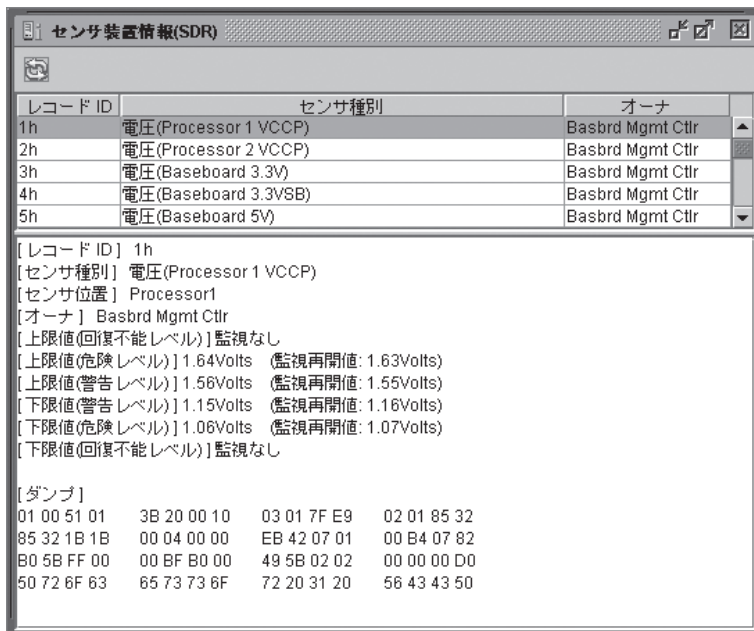 センサ装置情報(SDR)
レコード ID センサ種別 オーナ
1h 電圧(Processor 1 VCCP) Basbrd Mgmt Ctlr
2h 電圧(Processor 2 VCCP) Basbrd Mgmt Ctlr
3h 電圧(Baseboard 3.3V) Basbrd Mgmt Ctlr
4h 電圧(Baseboard 3.3VSB) Basbrd Mgmt Ctlr
5h 電圧(Baseboard 5V) Basbrd Mgmt Ctlr
[レコード ID] 1h
[センサ種別] 電圧(Processor 1 VCCP)
[センサ位置] Processor1
[オーナ] Basbrd Mgmt Ctlr
[上限値(回復不能レベル)]監視なし
[上限値(危険レベル)]1.64Volts (監視再開値: 1.63Volts)
[上限値(警告レベル)]1.56Volts (監視再開値: 1.55Volts)
[下限値(警告レベル)]1.15Volts (監視再開値: 1.16Volts)
[下限値(危険レベル)]1.06Volts (監視再開値: 1.07Volts)
[下限値(回復不能レベル)]監視なし
[ダンプ]
01 00 51 01 3B 20 00 10 03 01 7F E9 02 01 85 32
85 32 1B 1B 00 04 00 00 EB 42 07 01 00 B4 07 82
B0 5B FF 00 00 BF B0 00 49 5B 02 02 00 00 00 D0
50 72 6F 63 65 73 73 6F 72 20 31 20 56 43 43 50